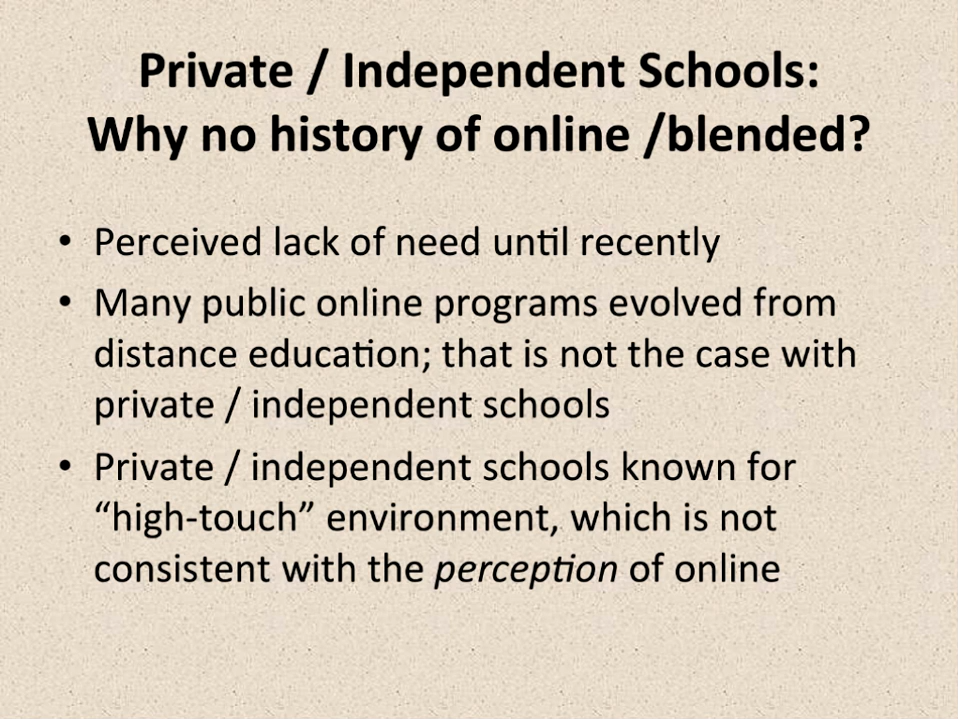 Private / Independent Schools:
Why no history of online /blended?
• Perceived lack of need until recently
• Many public online programs evolved from
distance education; that is not the case with
private / independent schools
• Private / independent schools known for
“high-touch” environment, which is not
consistent with the perception of online